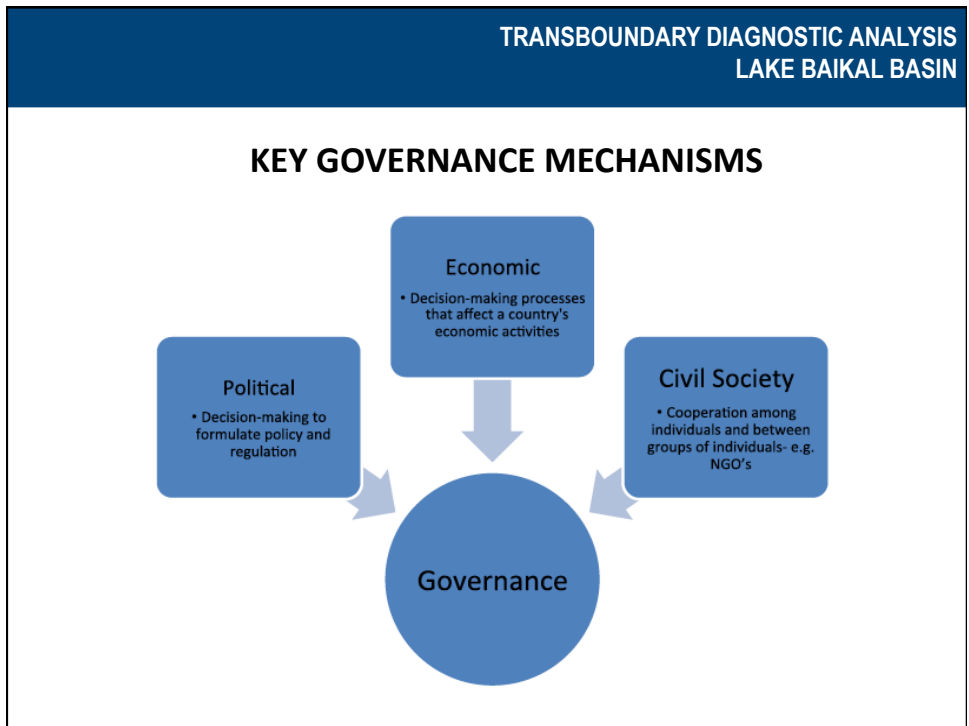 TRANSBOUNDARY DIAGNOSTIC ANALYSIS
LAKE BAIKAL BASIN
KEY GOVERNANCE MECHANISMS
Economic
• Decision-making processes
that affect a country's
economic activities
Political
• Decision-making to
formulate policy and
regulation
Civil Society
• Cooperation among
individuals and between
groups of individuals- e.g.
NGO's
Governance